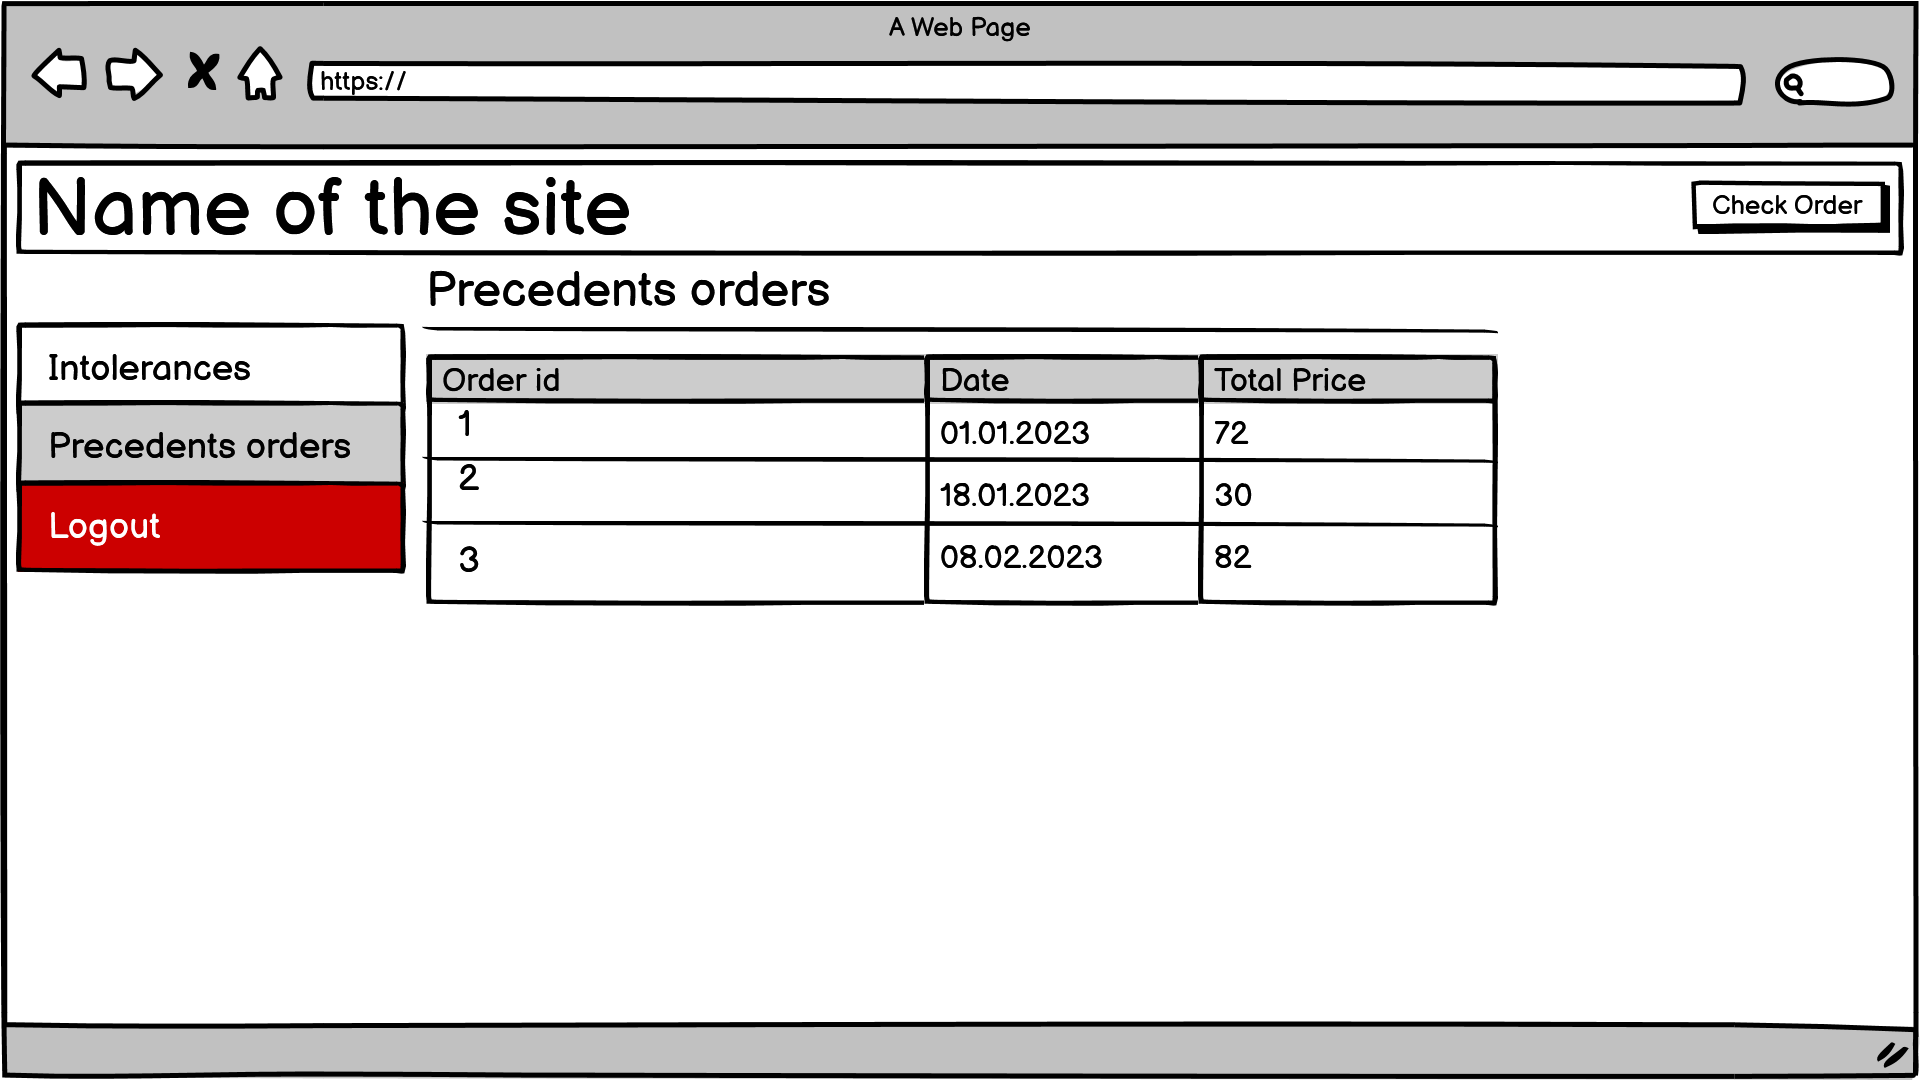 A Web Page
https://
Name of the site
Check Order
Precedents orders
Intolerances
Precedents orders
Logout
Order id Date Total Price
1 01.01.2023 72
2 18.01.2023 30
3 08.02.2023 82